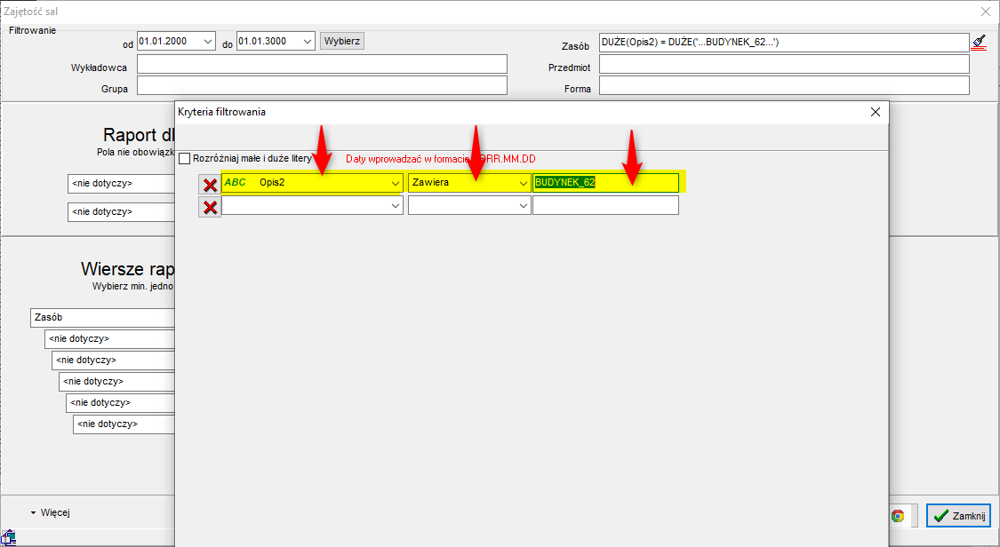 Zajętość sal
Filtrowanie
od 01.01.2000 do 01.01.3000 Wybierz
Zasób DUŻE(Opis2) = DUŻE('...BUDYNEK_62...')
Wykładowca
Przedmiot
Grupa
Forma
Kryteria filtrowania
Raport dl
Pola nie obowiązk
Rozróżniaj małe i duże litery
Daty wprowadzać w formacie RRR.MM.DD
<nie dotyczy>
ABC Opis2 Zawiera BUDYNEK_62
<nie dotyczy>
Wiersze rap
Wybierz min. jedno
Zasób
<nie dotyczy>
<nie dotyczy>
<nie dotyczy>
<nie dotyczy>
<nie dotyczy>
Więcej
Zamknij